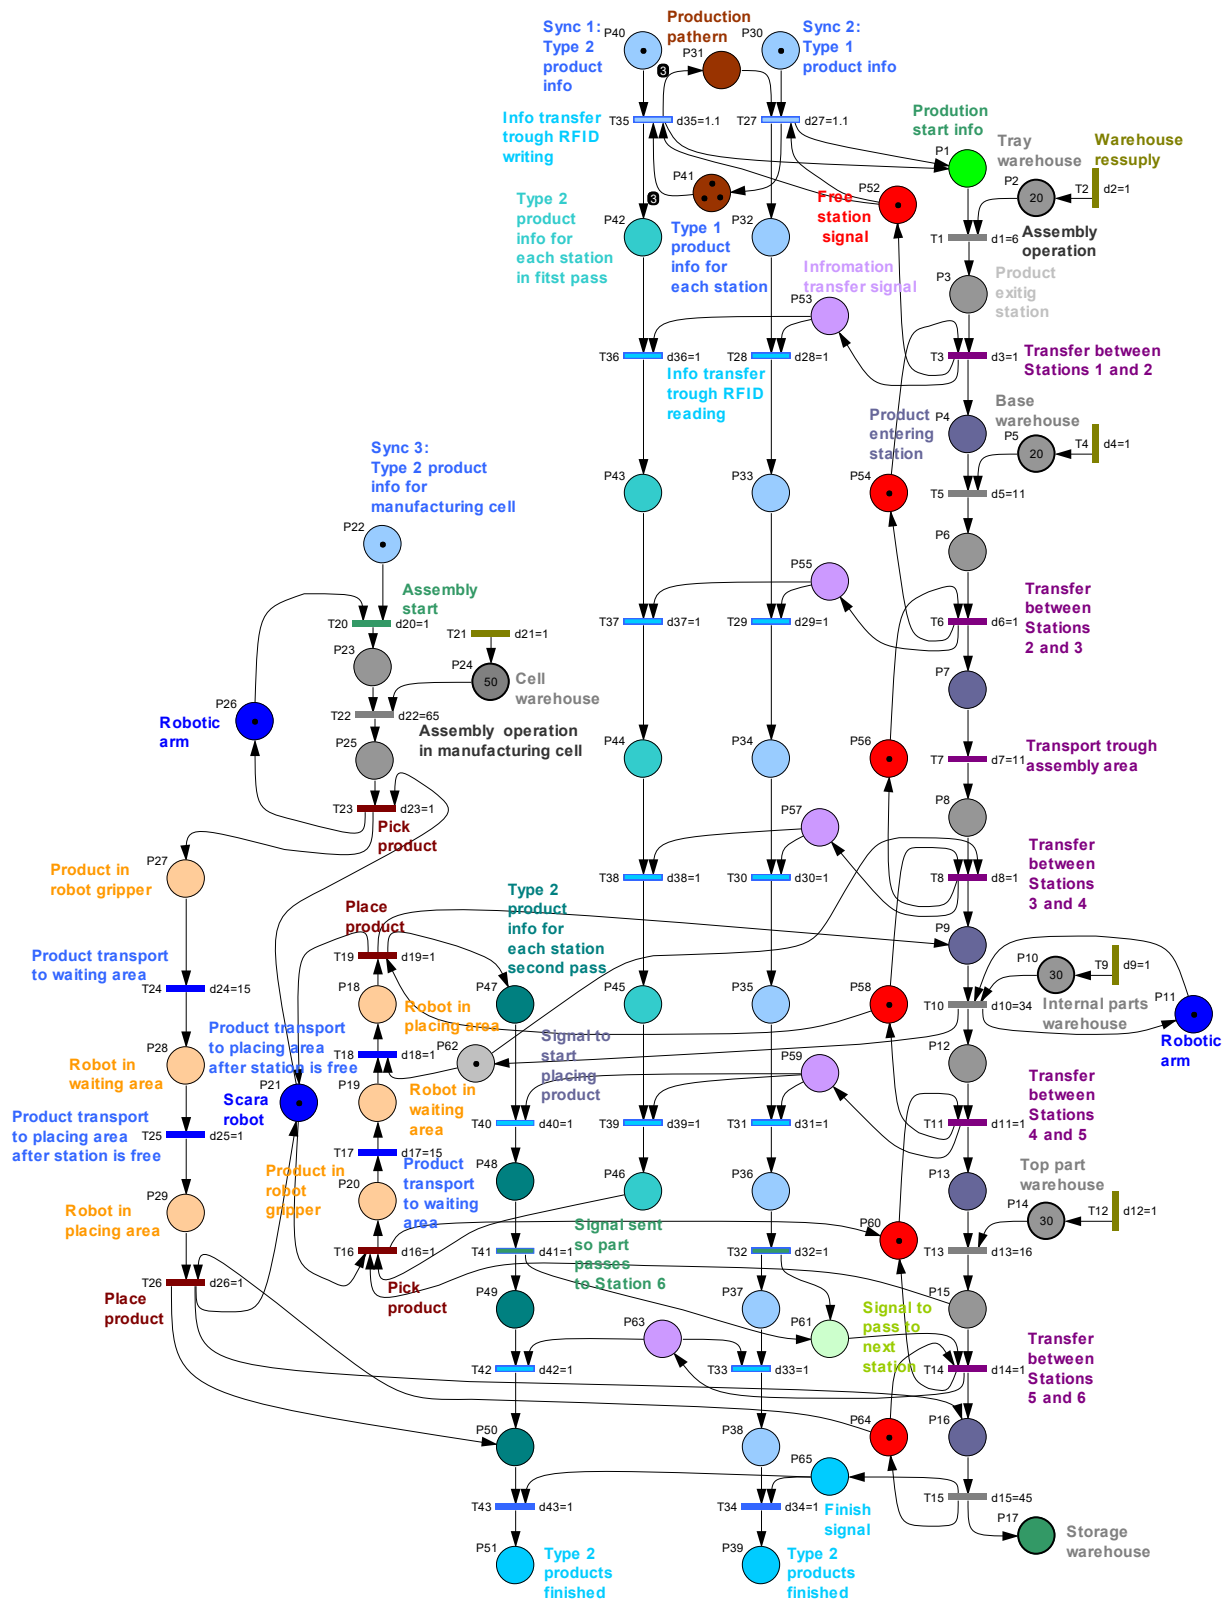 Sync 1:
Type 2
product
info
P40
Production
pathern
P31
P30
Sync 2:
Type 1
product info
3
Info transfer
trough RFID
writing
T35
d35=1.1
T27
d27=1.1
Prodution
start info
P1
Tray
warehouse
P2
20
Warehouse
ressuply
T2
d2=1
P41
P52
Free
station
signal
Type 2
product
info for
each station
in fitst pass
3
P42
Type 1
product
info for
each station
P32
T1
d1=6
Assembly
operation
Infromation
transfer signal
P53
P3
Product
exitig
station
T36
d36=1
T28
d28=1
Info transfer
trough RFID
reading
T3
d3=1
Transfer between
Stations 1 and 2
Product
entering
station
P4
Base
warehouse
P5
20
T4
d4=1
Sync 3:
Type 2 product
info for
manufacturing cell
P43
P33
P54
T5
d5=11
P22
P6
P55
Assembly
start
T20
d20=1
T21
d21=1
T37
d37=1
T29
d29=1
T6
d6=1
Transfer
between
Stations
2 and 3
P23
P24
50
Cell
warehouse
P7
P26
Robotic
arm
T22
d22=65
Assembly operation
in manufacturing cell
P25
P44
P34
P56
T7
d7=11
Transport trough
assembly area
T23
d23=1
Pick
product
P57
P8
P27
Product in
robot gripper
T38
d38=1
T30
d30=1
T8
d8=1
Transfer
between
Stations
3 and 4
Type 2
product
info for
each station
second pass
Place
product
T19
d19=1
P9
Product transport
to waiting area
T24
d24=15
P18
P47
P45
P35
P58
P10
30
T9
d9=1
T10
d10=34
Internal parts
warehouse
P11
Robotic
arm
Robot in
placing area
Product transport
to placing area
after station is free
T18
d18=1
P62
Signal to
start
placing
product
P59
P12
P28
Robot in
waiting area
P21
Scara
robot
P19
Robot in
waiting
area
Product transport
to placing area
after station is free
T25
d25=1
T40
d40=1
T39
d39=1
T31
d31=1
T11
d11=1
Transfer
between
Stations
4 and 5
T17
d17=15
Product
transport
to waiting
area
Product in
robot
gripper
P20
P48
P46
P36
P13
Top part
warehouse
P14
30
T12
d12=1
P29
Robot in
placing area
P60
T16
d16=1
Pick
product
T41
d41=1
Signal sent
so part
passes
to Station 6
T32
d32=1
T13
d13=16
T26
d26=1
Place
product
P49
P37
P15
P63
P61
Signal to
pass to
next
station
T42
d42=1
T33
d33=1
T14
d14=1
Transfer
between
Stations
5 and 6
P50
P38
P64
P16
P65
Finish
signal
T43
d43=1
T34
d34=1
T15
d15=45
P17
Storage
warehouse
P51
Type 2
products
finished
P39
Type 2
products
finished